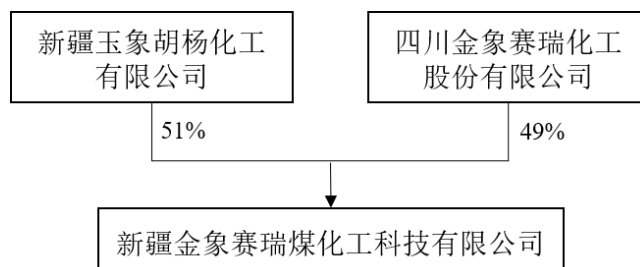 新疆玉象胡杨化工
有限公司
四川金象赛瑞化工
股份有限公司
51%
49%
新疆金象赛瑞煤化工科技有限公司